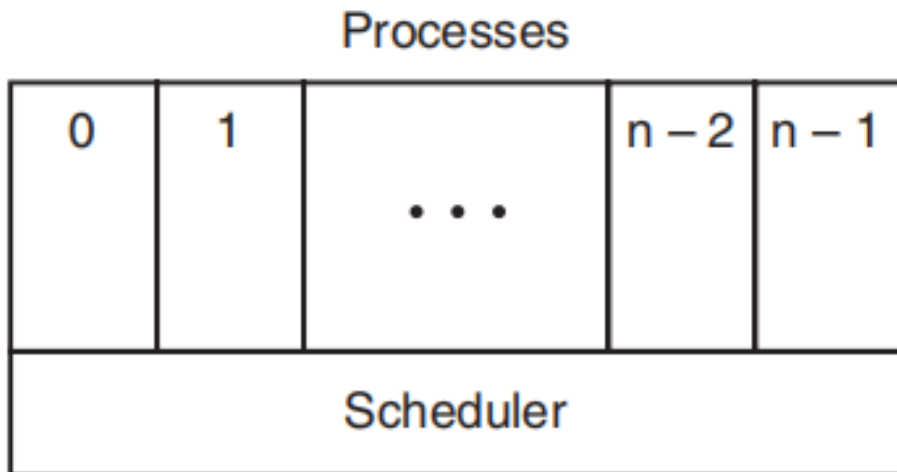 Processes
0 1 n – 2 n – 1
• • •
Scheduler